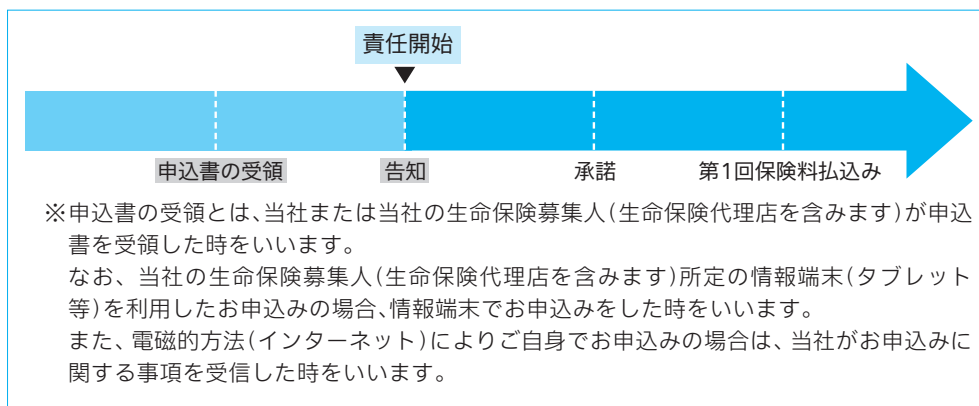 責任開始
申込書の受領 告知 承諾 第1回保険料払込み
※申込書の受領とは、当社または当社の生命保険募集人(生命保険代理店を含みます)が申込
書を受領した時をいいます。
なお、当社の生命保険募集人(生命保険代理店を含みます)所定の情報端末(タブレット
等)を利用したお申込みの場合、情報端末でお申込みをした時をいいます。
また、電磁的方法(インターネット)によりご自身でお申込みの場合は、当社がお申込みに
関する事項を受信した時をいいます。